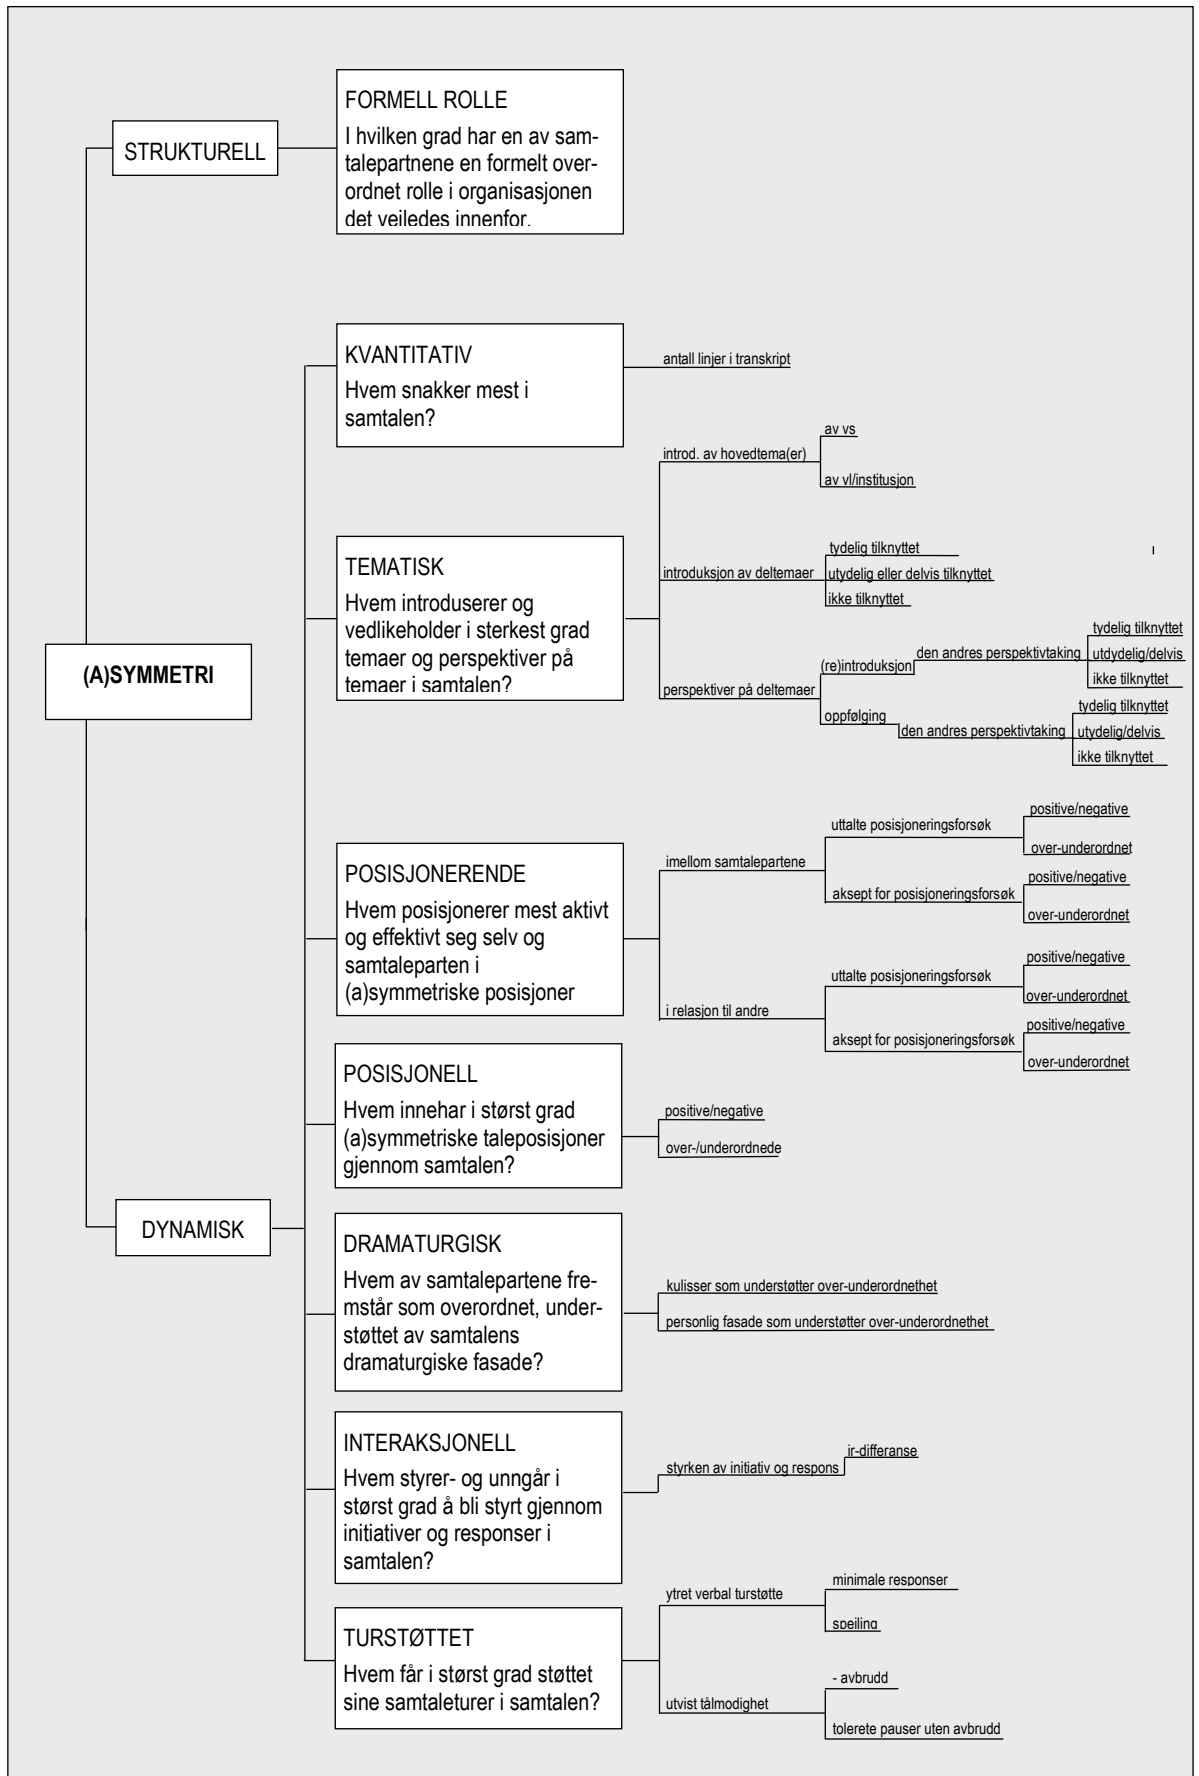 FORMELL ROLLE
I hvilken grad har en av sam-
talepartnene en formelt over-
ordnet rolle i organisasjonen
det veiledes innenfor.
STRUKTURELL
KVANTITATIV
Hvem snakker mest i
samtalen?
antall linjer i transkript
TEMATISK
Hvem introduserer og
vedlikeholder i sterkest grad
temaer og perspektiver på
temaer i samtalen?
introd. av hovedtema(er)
av vs
av vl/institusjon
introduksjon av deltemaer
tydelig tilknyttet
utydelig eller delvis tilknyttet
ikke tilknyttet
perspektiver på deltemaer
(re)introduksjon
den andres perspektivtaking
tydelig tilknyttet
utdydelig/delvis
ikke tilknyttet
oppfølging
den andres perspektivtaking
tydelig tilknyttet
utydelig/delvis
ikke tilknyttet
(A)SYMMETRI
POSISJONERENDE
Hvem posisjonerer mest aktivt
og effektivt seg selv og
samtaleparten i
(a)symmetriske posisjoner
imellom samtalepartene
uttalte posisjoneringsforsøk
positive/negative
over-underordnet
aksept for posisjoneringsforsøk
positive/negative
over-underordnet
i relasjon til andre
uttalte posisjoneringsforsøk
positive/negative
over-underordnet
aksept for posisjoneringsforsøk
positive/negative
over-underordnet
POSISJONELL
Hvem innehar i størst grad
(a)symmetriske taleposisjoner
gjennom samtalen?
positive/negative
over-/underordnede
DYNAMISK
DRAMATURGISK
Hvem av samtalepartene fre-
mstår som overordnet, under-
støttet av samtalens
dramaturgiske fasade?
kulisser som understøtter over-underordnethet
personlig fasade som understøtter over-underordnethet
INTERAKSJONELL
Hvem styrer- og unngår i
størst grad å bli styrt gjennom
initiativer og responser i
samtalen?
styrken av initiativ og respons
ir-differanse
TURSTØTTET
Hvem får i størst grad støttet
sine samtaleturer i samtalen?
ytret verbal turstøtte
minimale responser
speiling
utvist tålmodighet
- avbrudd
tolerete pauser uten avbrudd